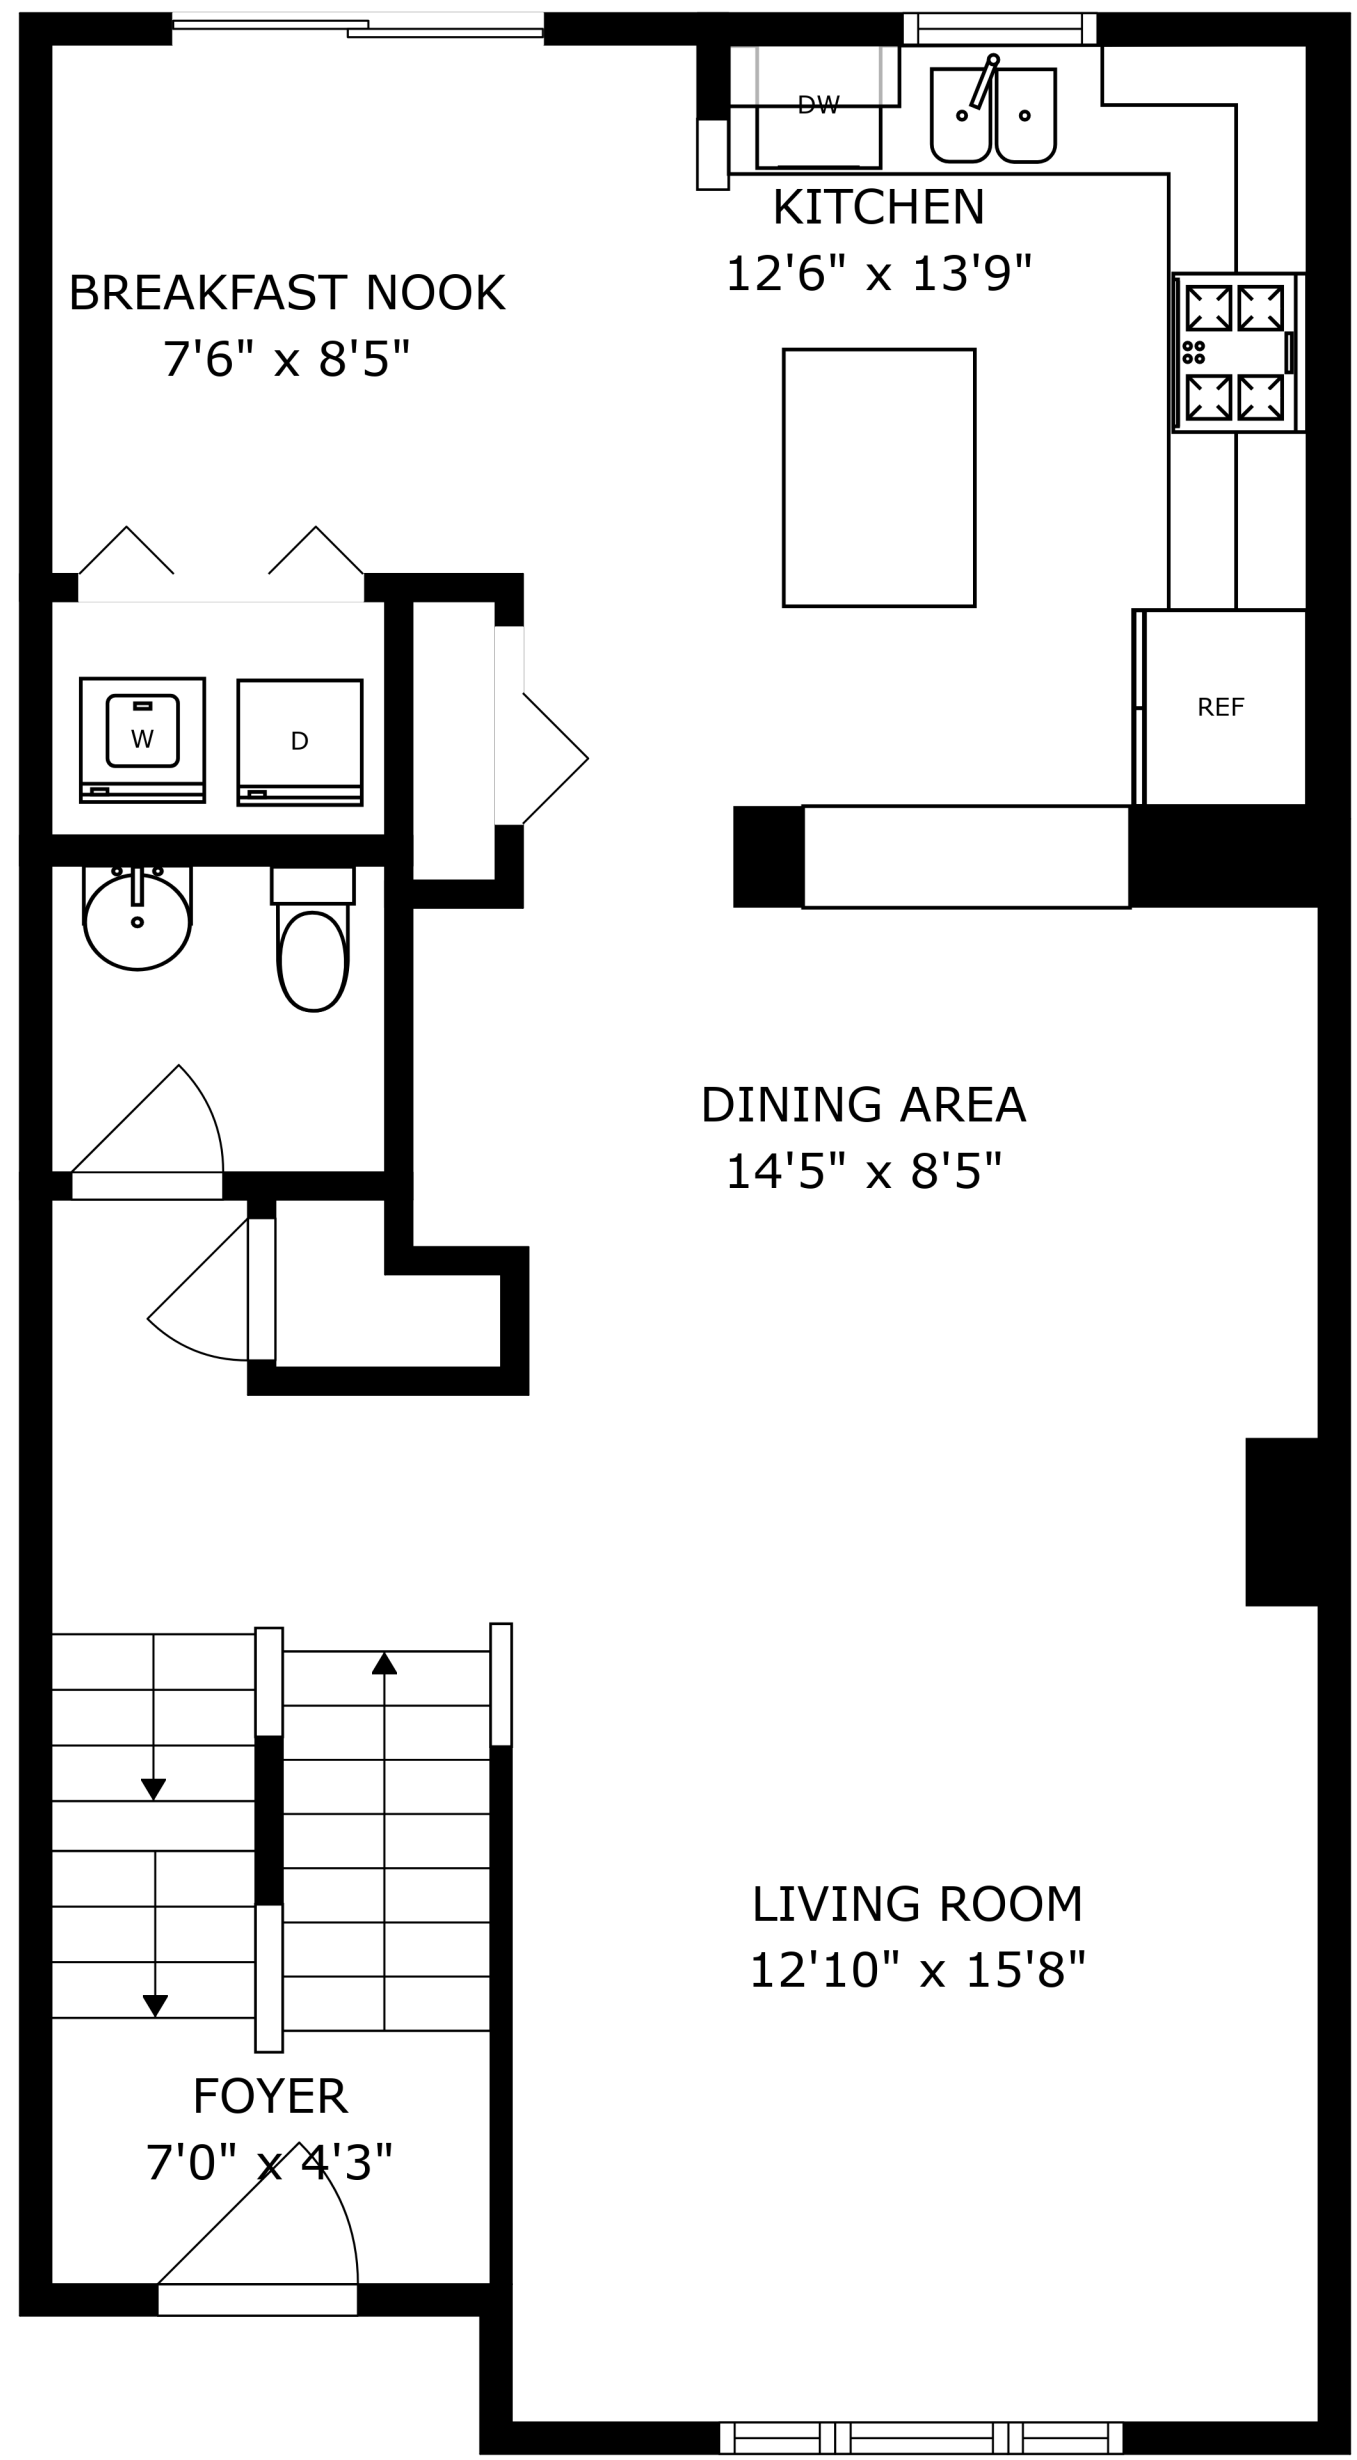 DW
KITCHEN
12'6" x 13'9"
BREAKFAST NOOK
7'6" x 8'5"
REF
W
D
DINING AREA
14'5" x 8'5"
LIVING ROOM
12'10" x 15'8"
FOYER
7'0" x 4'3"